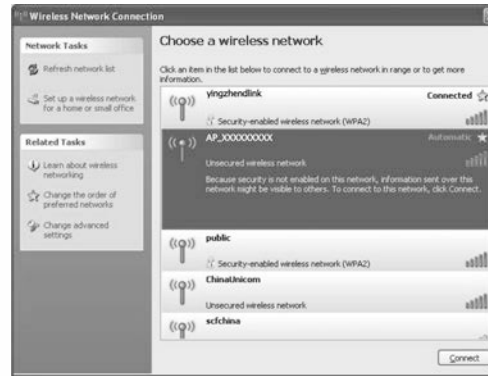 Wireless Network Connection
Network Tasks
Refresh network list
Set up a wireless network
for a home or small office
Related Tasks
Learn about wireless
networking
Change the order of
preferred networks
Change advanced
settings
Choose a wireless network
Click an item in the list below to connect to a wireless network in range or to get more
information.
yingzhendlink
Connected
Security-enabled wireless network (WPA2)
AP_XXXXXXXXX
Automatic
Unsecured wireless network
Because security is not enabled on this network, information sent over this
network might be visible to others. To connect to this network, click Connect.
public
Security-enabled wireless network (WPA2)
ChinaUnicom
Unsecured wireless network
scfchina
Connect